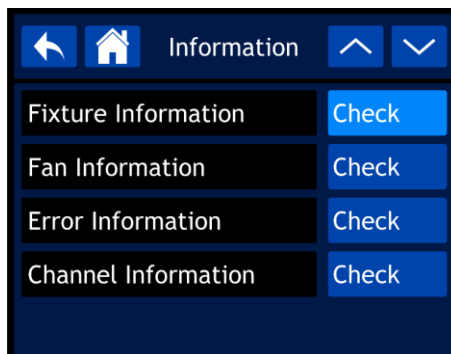 Information
Fixture Information Check
Fan Information Check
Error Information Check
Channel Information Check